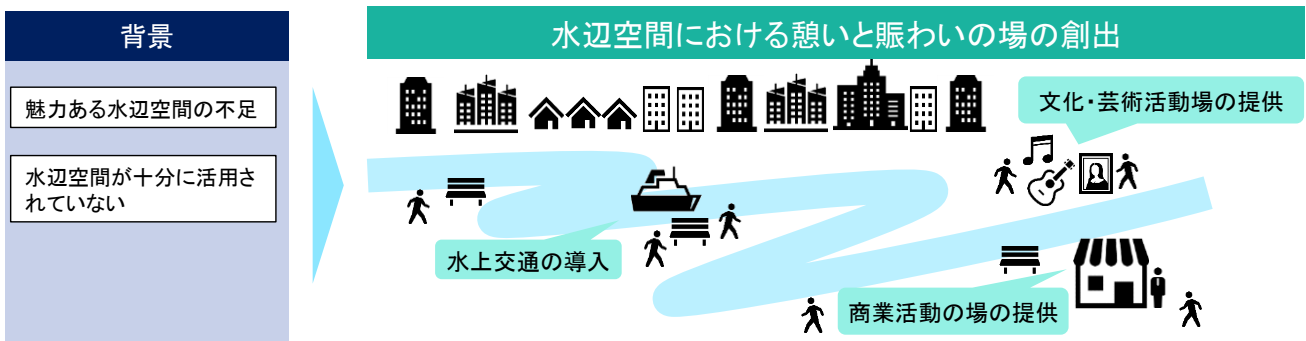 背景
魅力ある水辺空間の不足
水辺空間が十分に活用さ
れていない
水辺空間における憩いと賑わいの場の創出
文化・芸術活動場の提供
水上交通の導入
商業活動の場の提供